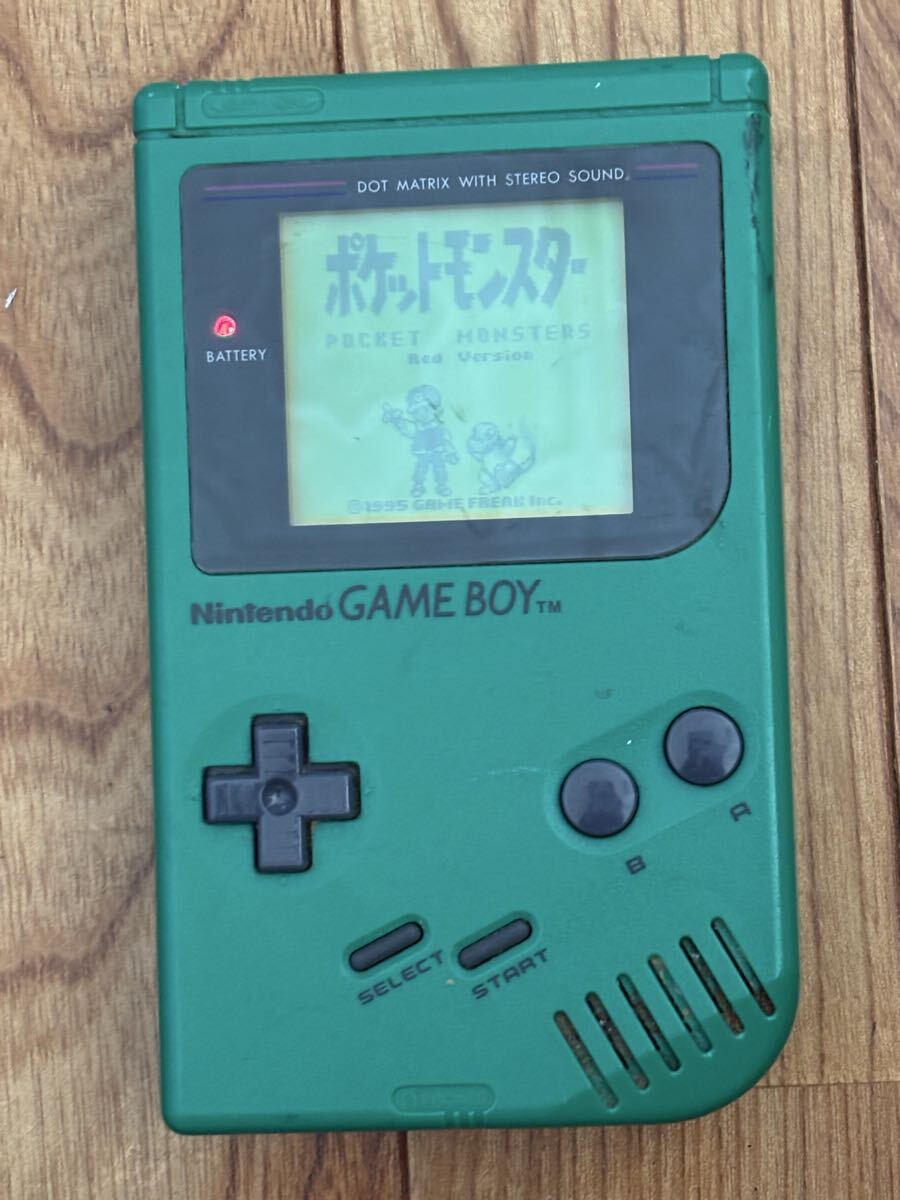 DOT MATRIX WITH STEREO SOUND
ポケットモンスター
POCKET MONSTERS
Red Version
©1995 GAME FREAK Inc.
BATTERY
Nintendo GAME BOY™
B
A
SELECT
START